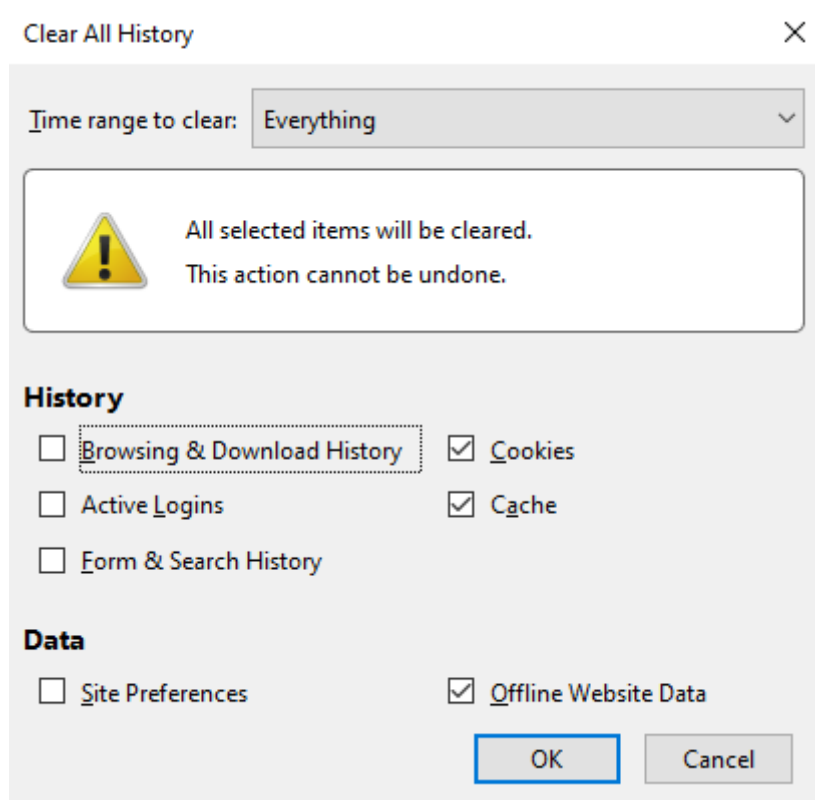 Clear All History
Time range to clear: Everything
All selected items will be cleared.
This action cannot be undone.
History
Browsing & Download History Cookies
Active Logins Cache
Form & Search History
Data
Site Preferences Offline Website Data
OK Cancel